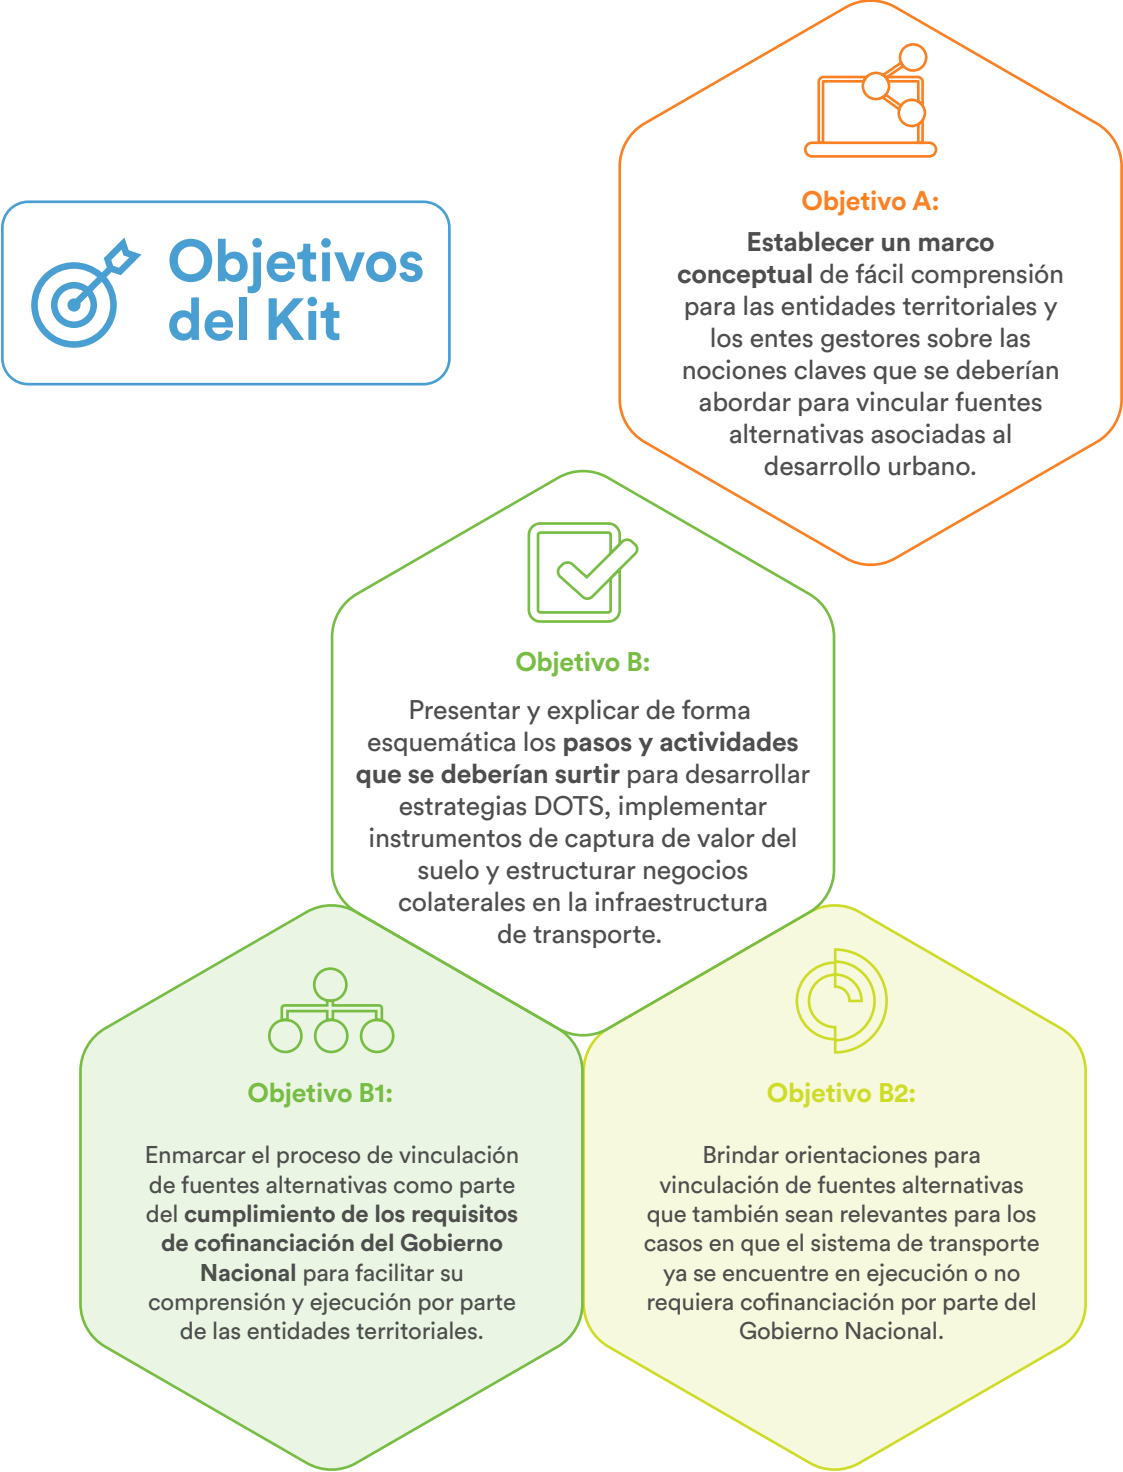 Objetivos
del Kit
Objetivo A:
Establecer un marco
conceptual de fácil comprensión
para las entidades territoriales y
los entes gestores sobre las
nociones claves que se deberían
abordar para vincular fuentes
alternativas asociadas al
desarrollo urbano.
Objetivo B:
Presentar y explicar de forma
esquemática los pasos y actividades
que se deberían surtir para desarrollar
estrategias DOTS, implementar
instrumentos de captura de valor del
suelo y estructurar negocios
colaterales en la infraestructura
de transporte.
Objetivo B1:
Enmarcar el proceso de vinculación
de fuentes alternativas como parte
del cumplimiento de los requisitos
de cofinanciación del Gobierno
Nacional para facilitar su
comprensión y ejecución por parte
de las entidades territoriales.
Objetivo B2:
Brindar orientaciones para
vinculación de fuentes alternativas
que también sean relevantes para los
casos en que el sistema de transporte
ya se encuentre en ejecución o no
requiera cofinanciación por parte del
Gobierno Nacional.